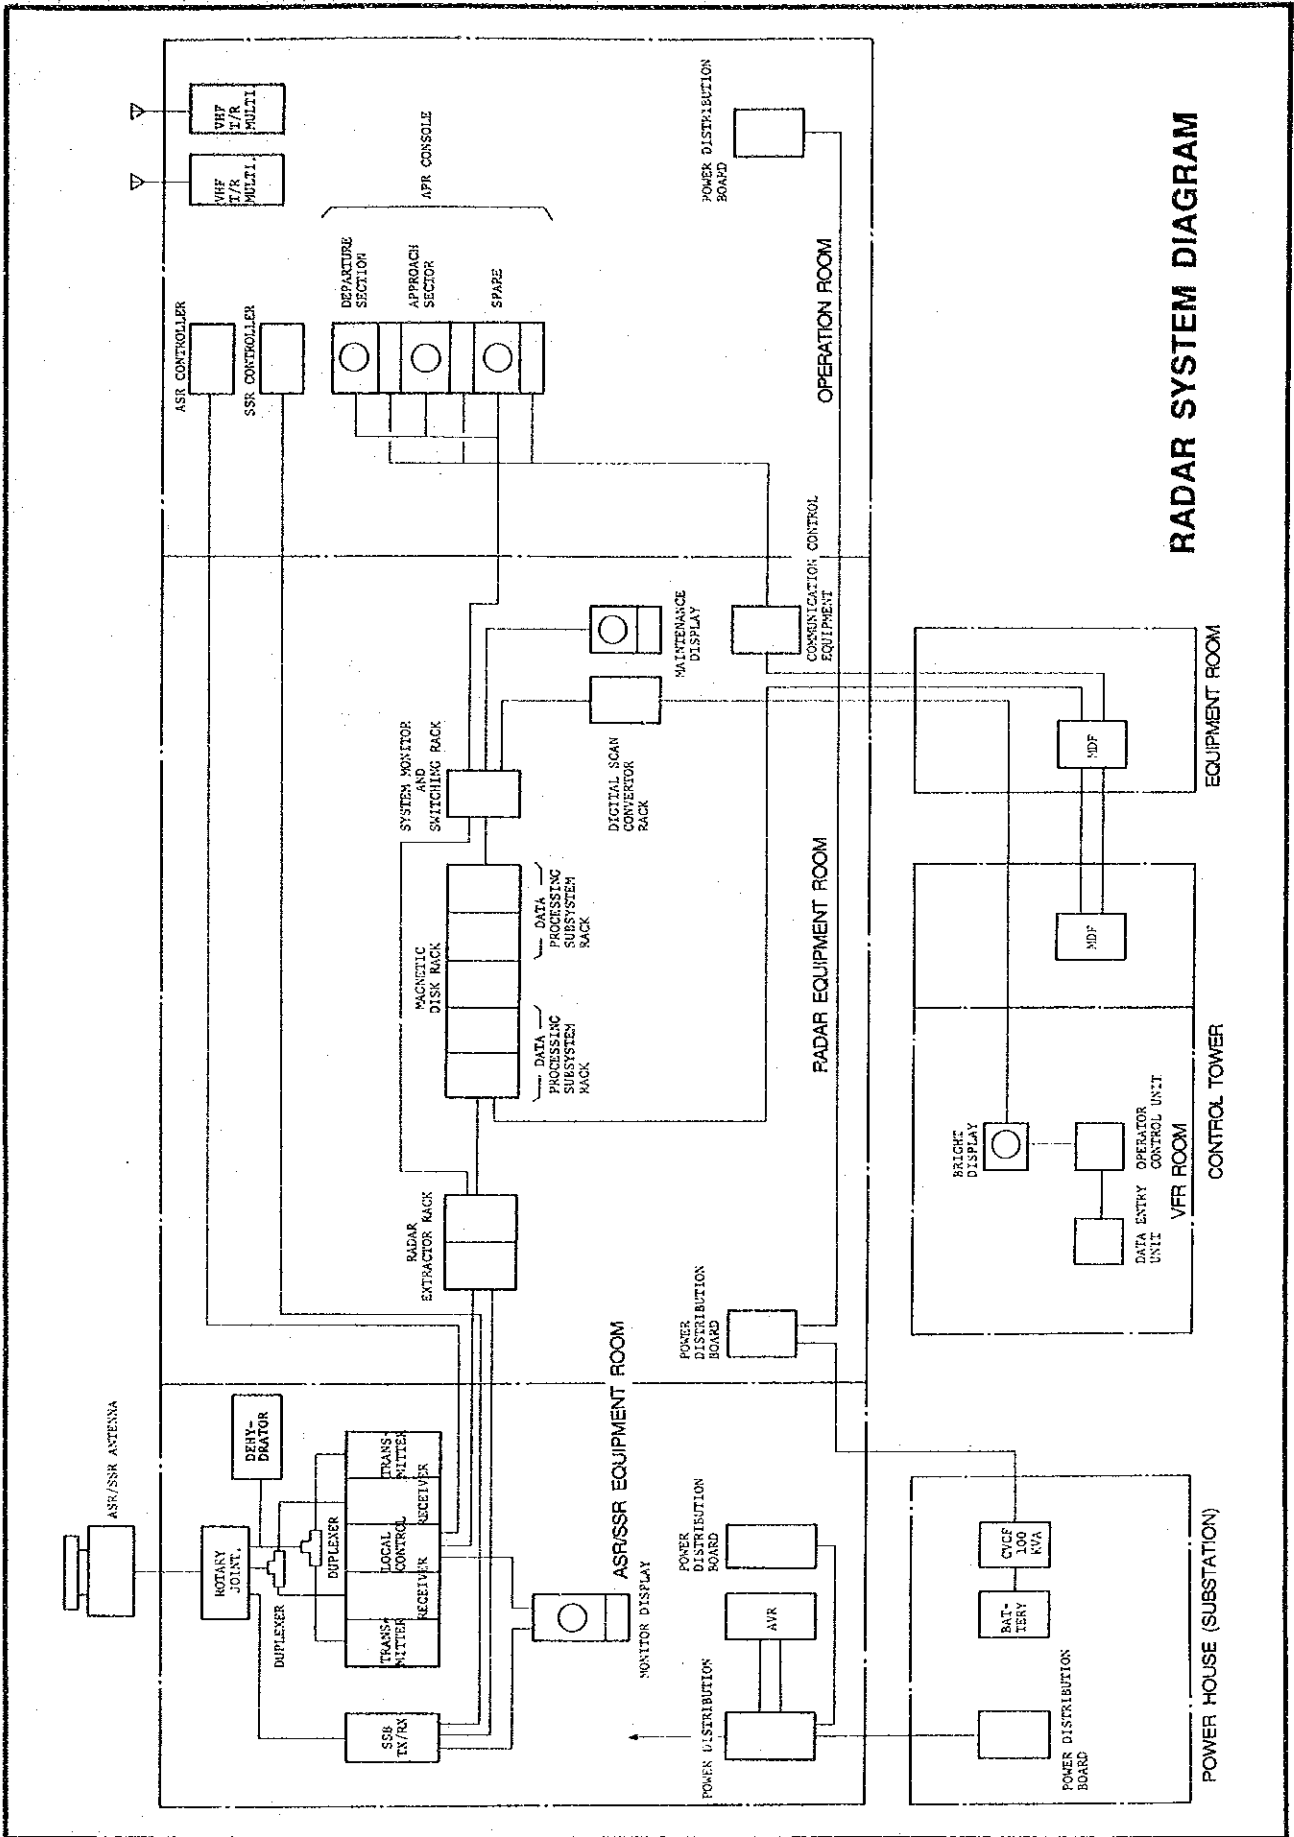 RADAR SYSTEM DIAGRAM
ASR/SSR ANTENNA
ROTARY
JOINT.
DEHY-
DRATOR
DUPLEXER
DUPLEXER
TRANS-
MITTER
RECEIVER
LOCAL
CONTROL
RECEIVER
TRANS-
MITTER
SSB
TX/RX
MONITOR DISPLAY
ASR/SSR EQUIPMENT ROOM
POWER DISTRIBUTION
AVR
POWER
DISTRIBUTION
BOARD
POWER DISTRIBUTION
BOARD
BAT-
TERY
CVCF
100
KVA
POWER HOUSE (SUBSTATION)
RADAR
EXTRACTOR RACK
POWER
DISTRIBUTION
BOARD
DATA
PROCESSING
SUBSYSTEM
RACK
MAGNETIC
DISK RACK
DATA
PROCESSING
SUBSYSTEM
RACK
SYSTEM MONITOR
AND
SWITCHING RACK
DIGITAL SCAN
CONVERTOR
RACK
MAINTENANCE
DISPLAY
COMMUNICATION CONTROL
EQUIPMENT
RADAR EQUIPMENT ROOM
ASR CONTROLLER
SSR CONTROLLER
VHF
T/R
MULTI.
VHF
T/R
MULTI.
DEPARTURE
SECTION
APPROACH
SECTOR
SPARE
APR CONSOLE
POWER DISTRIBUTION
BOARD
OPERATION ROOM
BRIGHT
DISPLAY
DATA ENTRY
UNIT
OPERATOR
CONTROL UNIT
VFR ROOM
MDF
CONTROL TOWER
MDF
EQUIPMENT ROOM